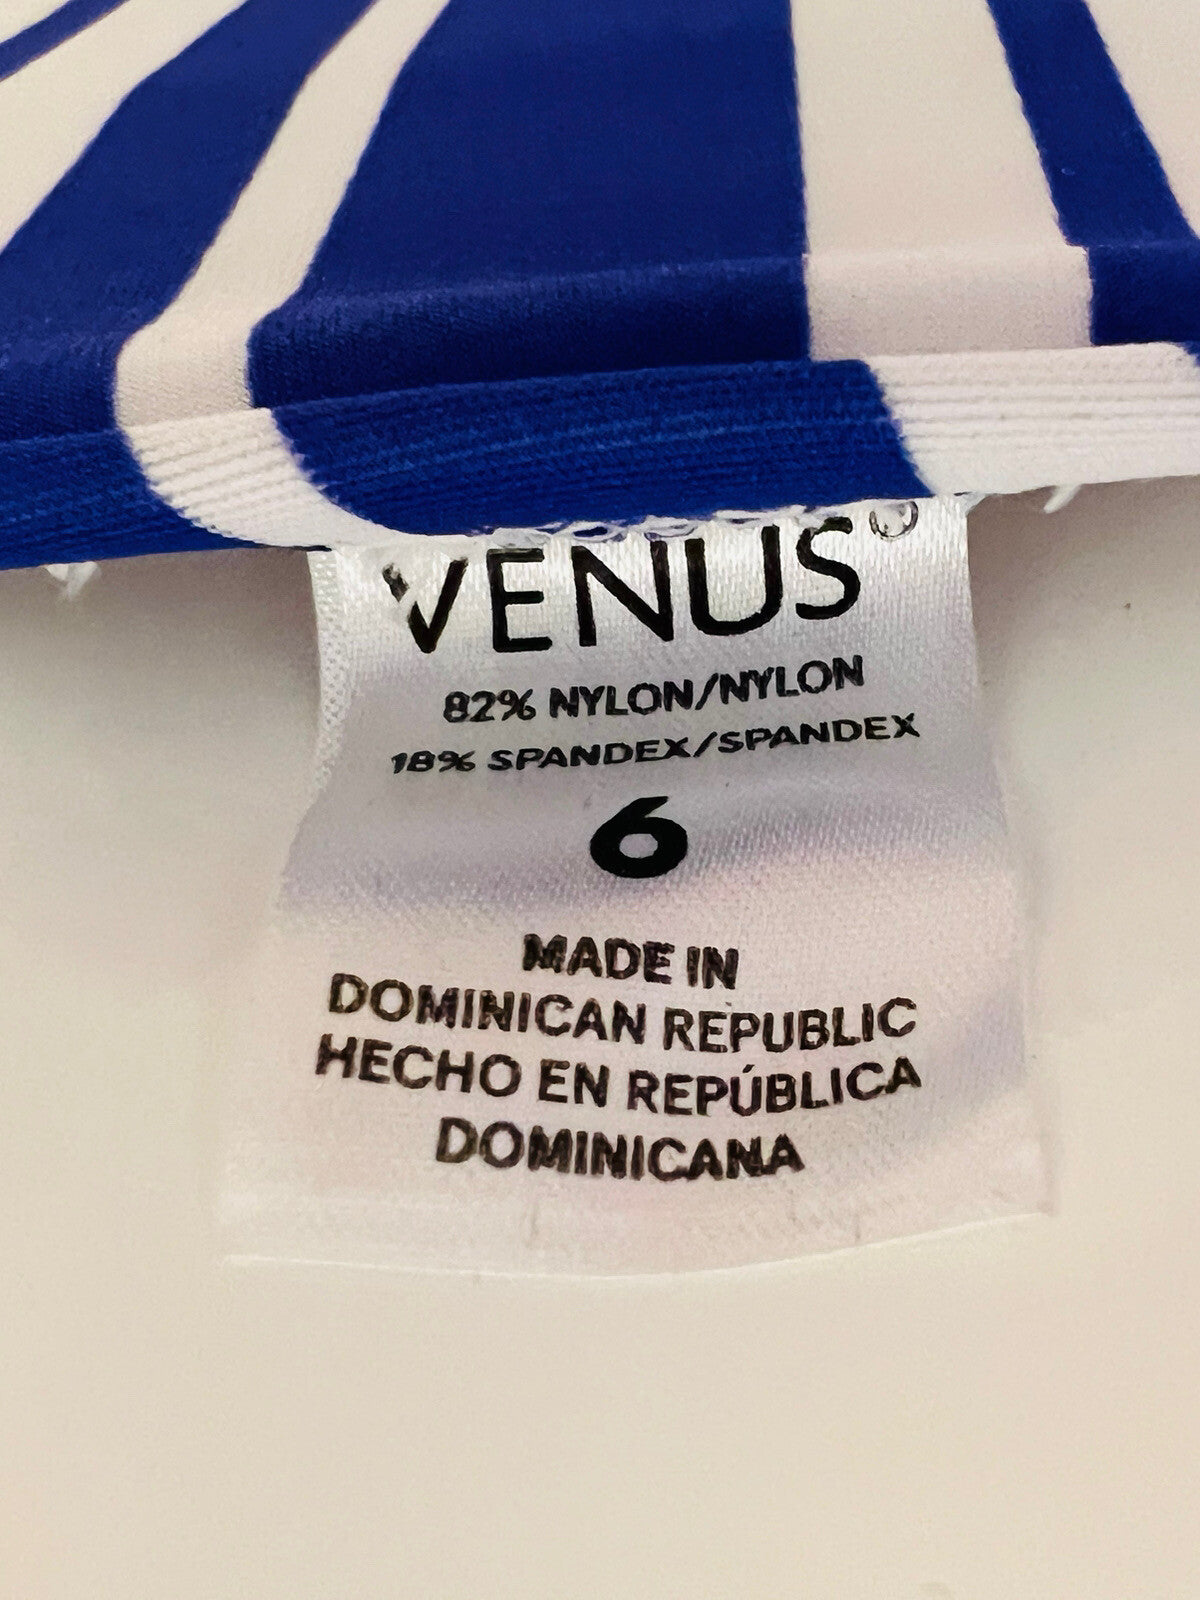 VENUS®
82% NYLON/NYLON
18% SPANDEX/SPANDEX
6
MADE IN
DOMINICAN REPUBLIC
HECHO EN REPÚBLICA
DOMINICANA